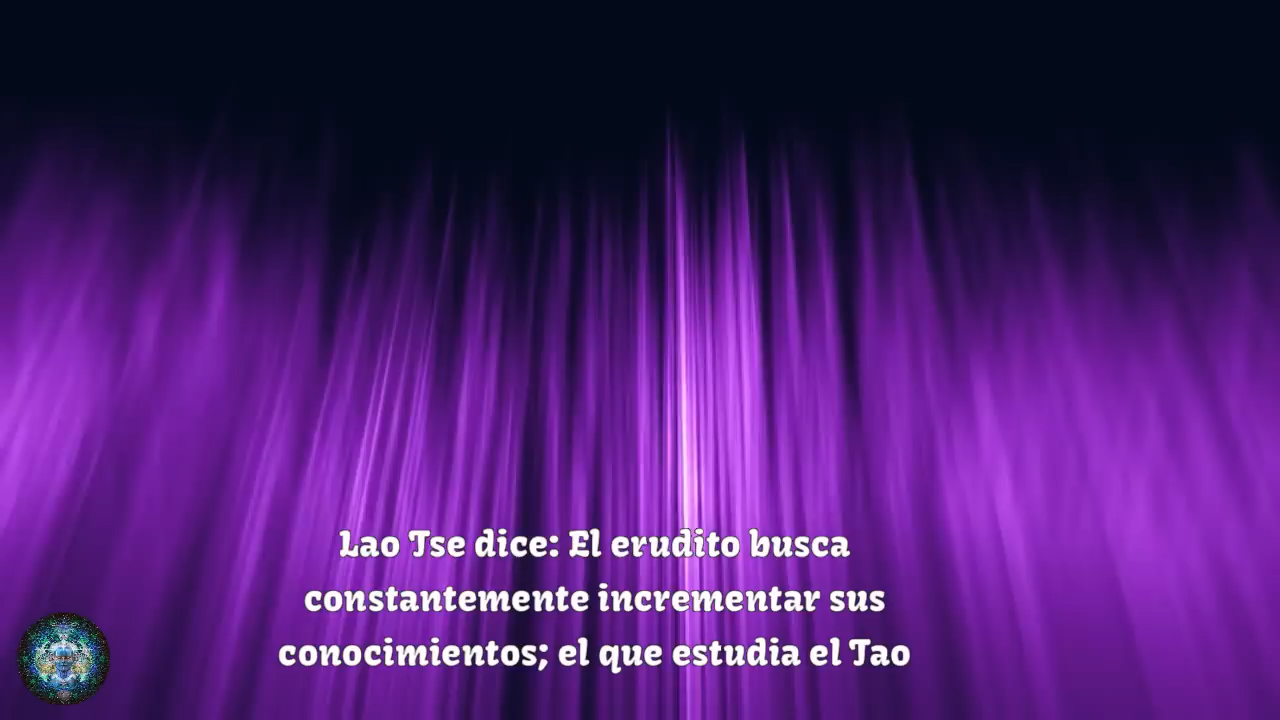 Lao Tse dice: El erudito busca
constantemente incrementar sus
conocimientos; el que estudia el Tao